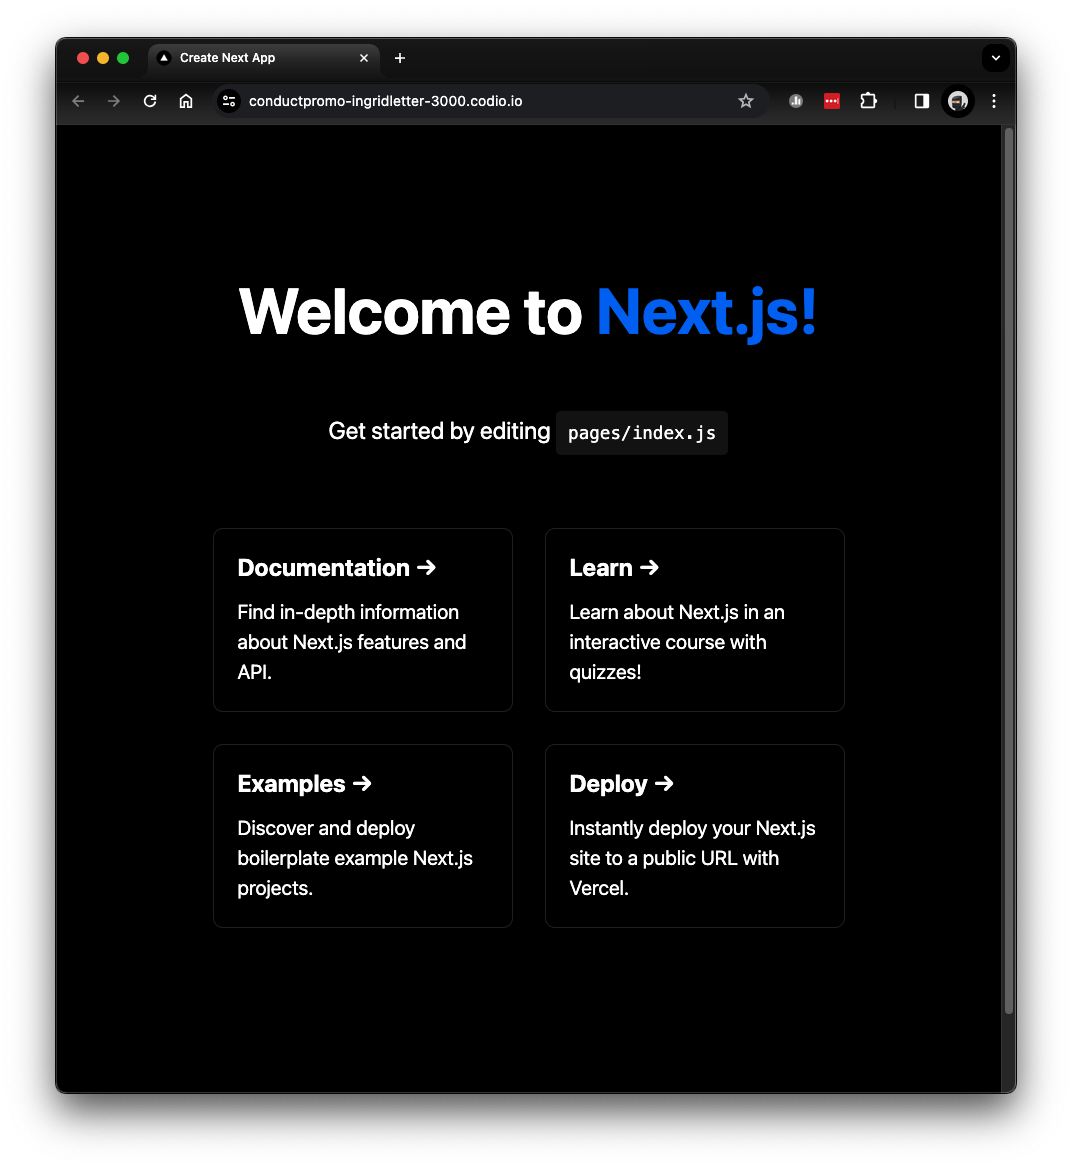 Create Next App
conductpromo-ingridletter-3000.codio.io
Welcome to Next.js!
Get started by editing pages/index.js
Documentation →
Find in-depth information
about Next.js features and
API.
Learn →
Learn about Next.js in an
interactive course with
quizzes!
Examples →
Discover and deploy
boilerplate example Next.js
projects.
Deploy →
Instantly deploy your Next.js
site to a public URL with
Vercel.